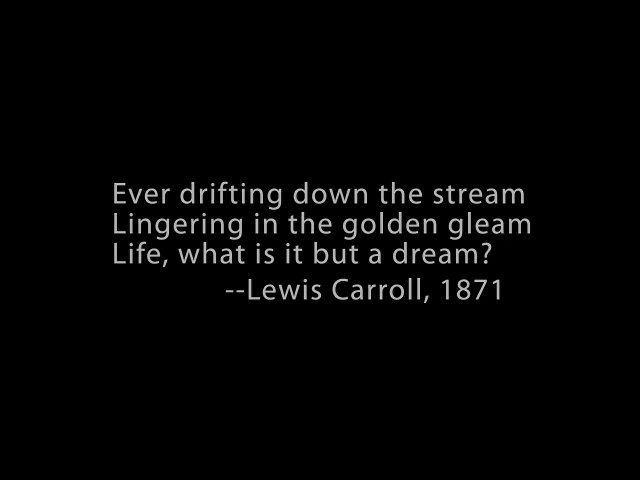 Ever drifting down the stream
Lingering in the golden gleam
Life, what is it but a dream?
--Lewis Carroll, 1871